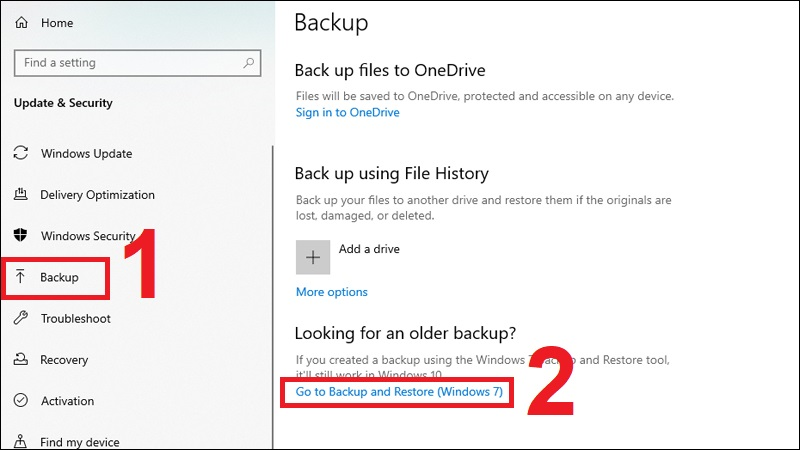 Home
Find a setting
Update & Security
Windows Update
Delivery Optimization
Windows Security
Backup
Troubleshoot
Recovery
Activation
Find my device
1
Backup
Back up files to OneDrive
Files will be saved to OneDrive, protected and accessible on any device.
Sign in to OneDrive
Back up using File History
Back up your files to another drive and restore them if the originals are
lost, damaged, or deleted.
Add a drive
More options
Looking for an older backup?
If you created a backup using the Windows 7 Backup and Restore tool,
it'll still work in Windows 10.
Go to Backup and Restore (Windows 7)
2